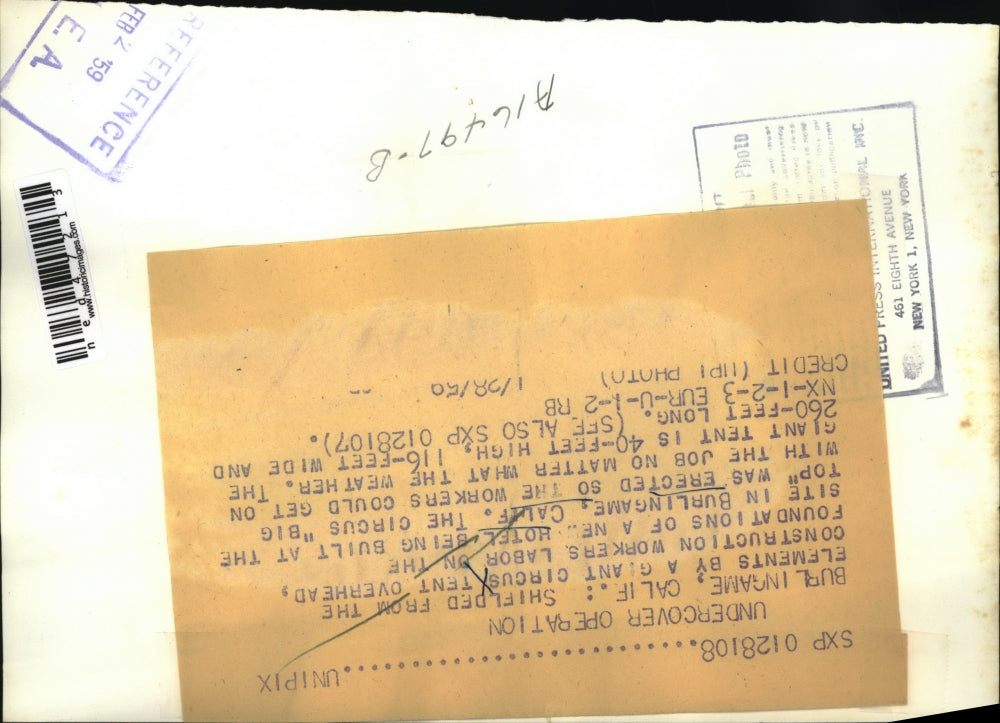 REFERENCE
FEB 2 '59
E.A.
A16497-B
Photo
UNITED PRESS INTERNATIONAL INC.
461 EIGHTH AVENUE
NEW YORK 1, NEW YORK
ned47213
www.historicimages.com
SXP 0128108..............................UNIPIX
UNDERCOVER OPERATION
BURLINGAME, CALIF.: SHIELDED FROM THE
ELEMENTS BY A GIANT CIRCUS TENT OVERHEAD,
CONSTRUCTION WORKERS LABOR ON THE
FOUNDATIONS OF A NEW HOTEL BEING BUILT AT THE
SITE IN BURLINGAME, CALIF. THE CIRCUS "BIG
TOP" WAS ERECTED SO THE WORKERS COULD GET ON
WITH THE JOB NO MATTER WHAT THE WEATHER. THE
GIANT TENT IS 40-FEET HIGH, 116-FEET WIDE AND
260-FEET LONG. (SEE ALSO SXP 0128107).
NX-1-2-3 EUR-U-1-2 RB
CREDIT (UPI PHOTO) 1/28/59